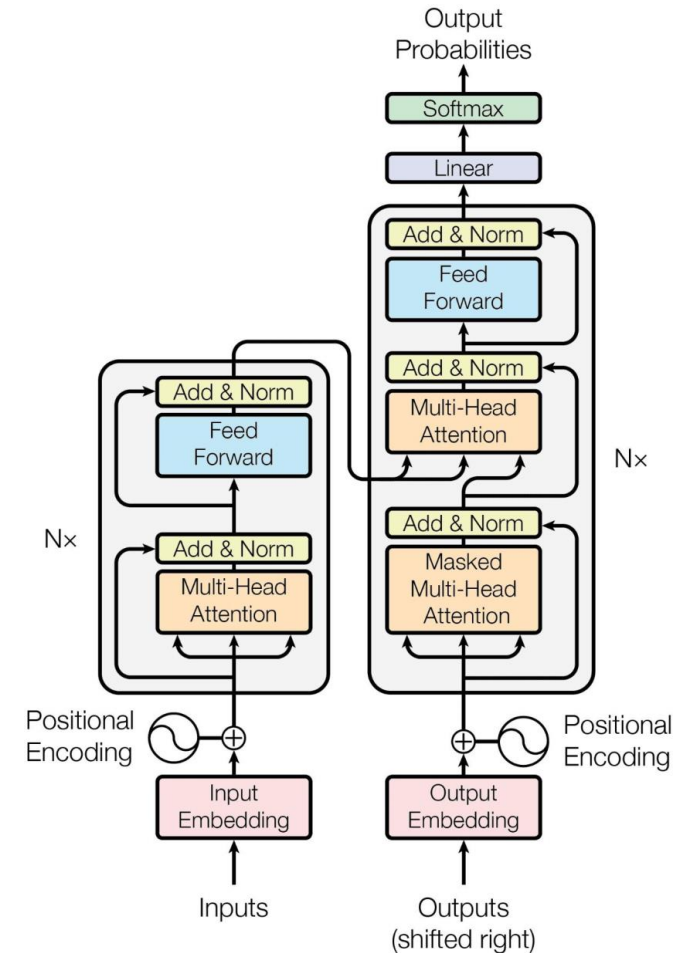 Output
Probabilities
Softmax
Linear
Add & Norm
Feed
Forward
Add & Norm
Multi-Head
Attention
Add & Norm
Masked
Multi-Head
Attention
N×
Add & Norm
Feed
Forward
Add & Norm
Multi-Head
Attention
N×
Positional
Encoding
Positional
Encoding
Input
Embedding
Output
Embedding
Inputs
Outputs
(shifted right)